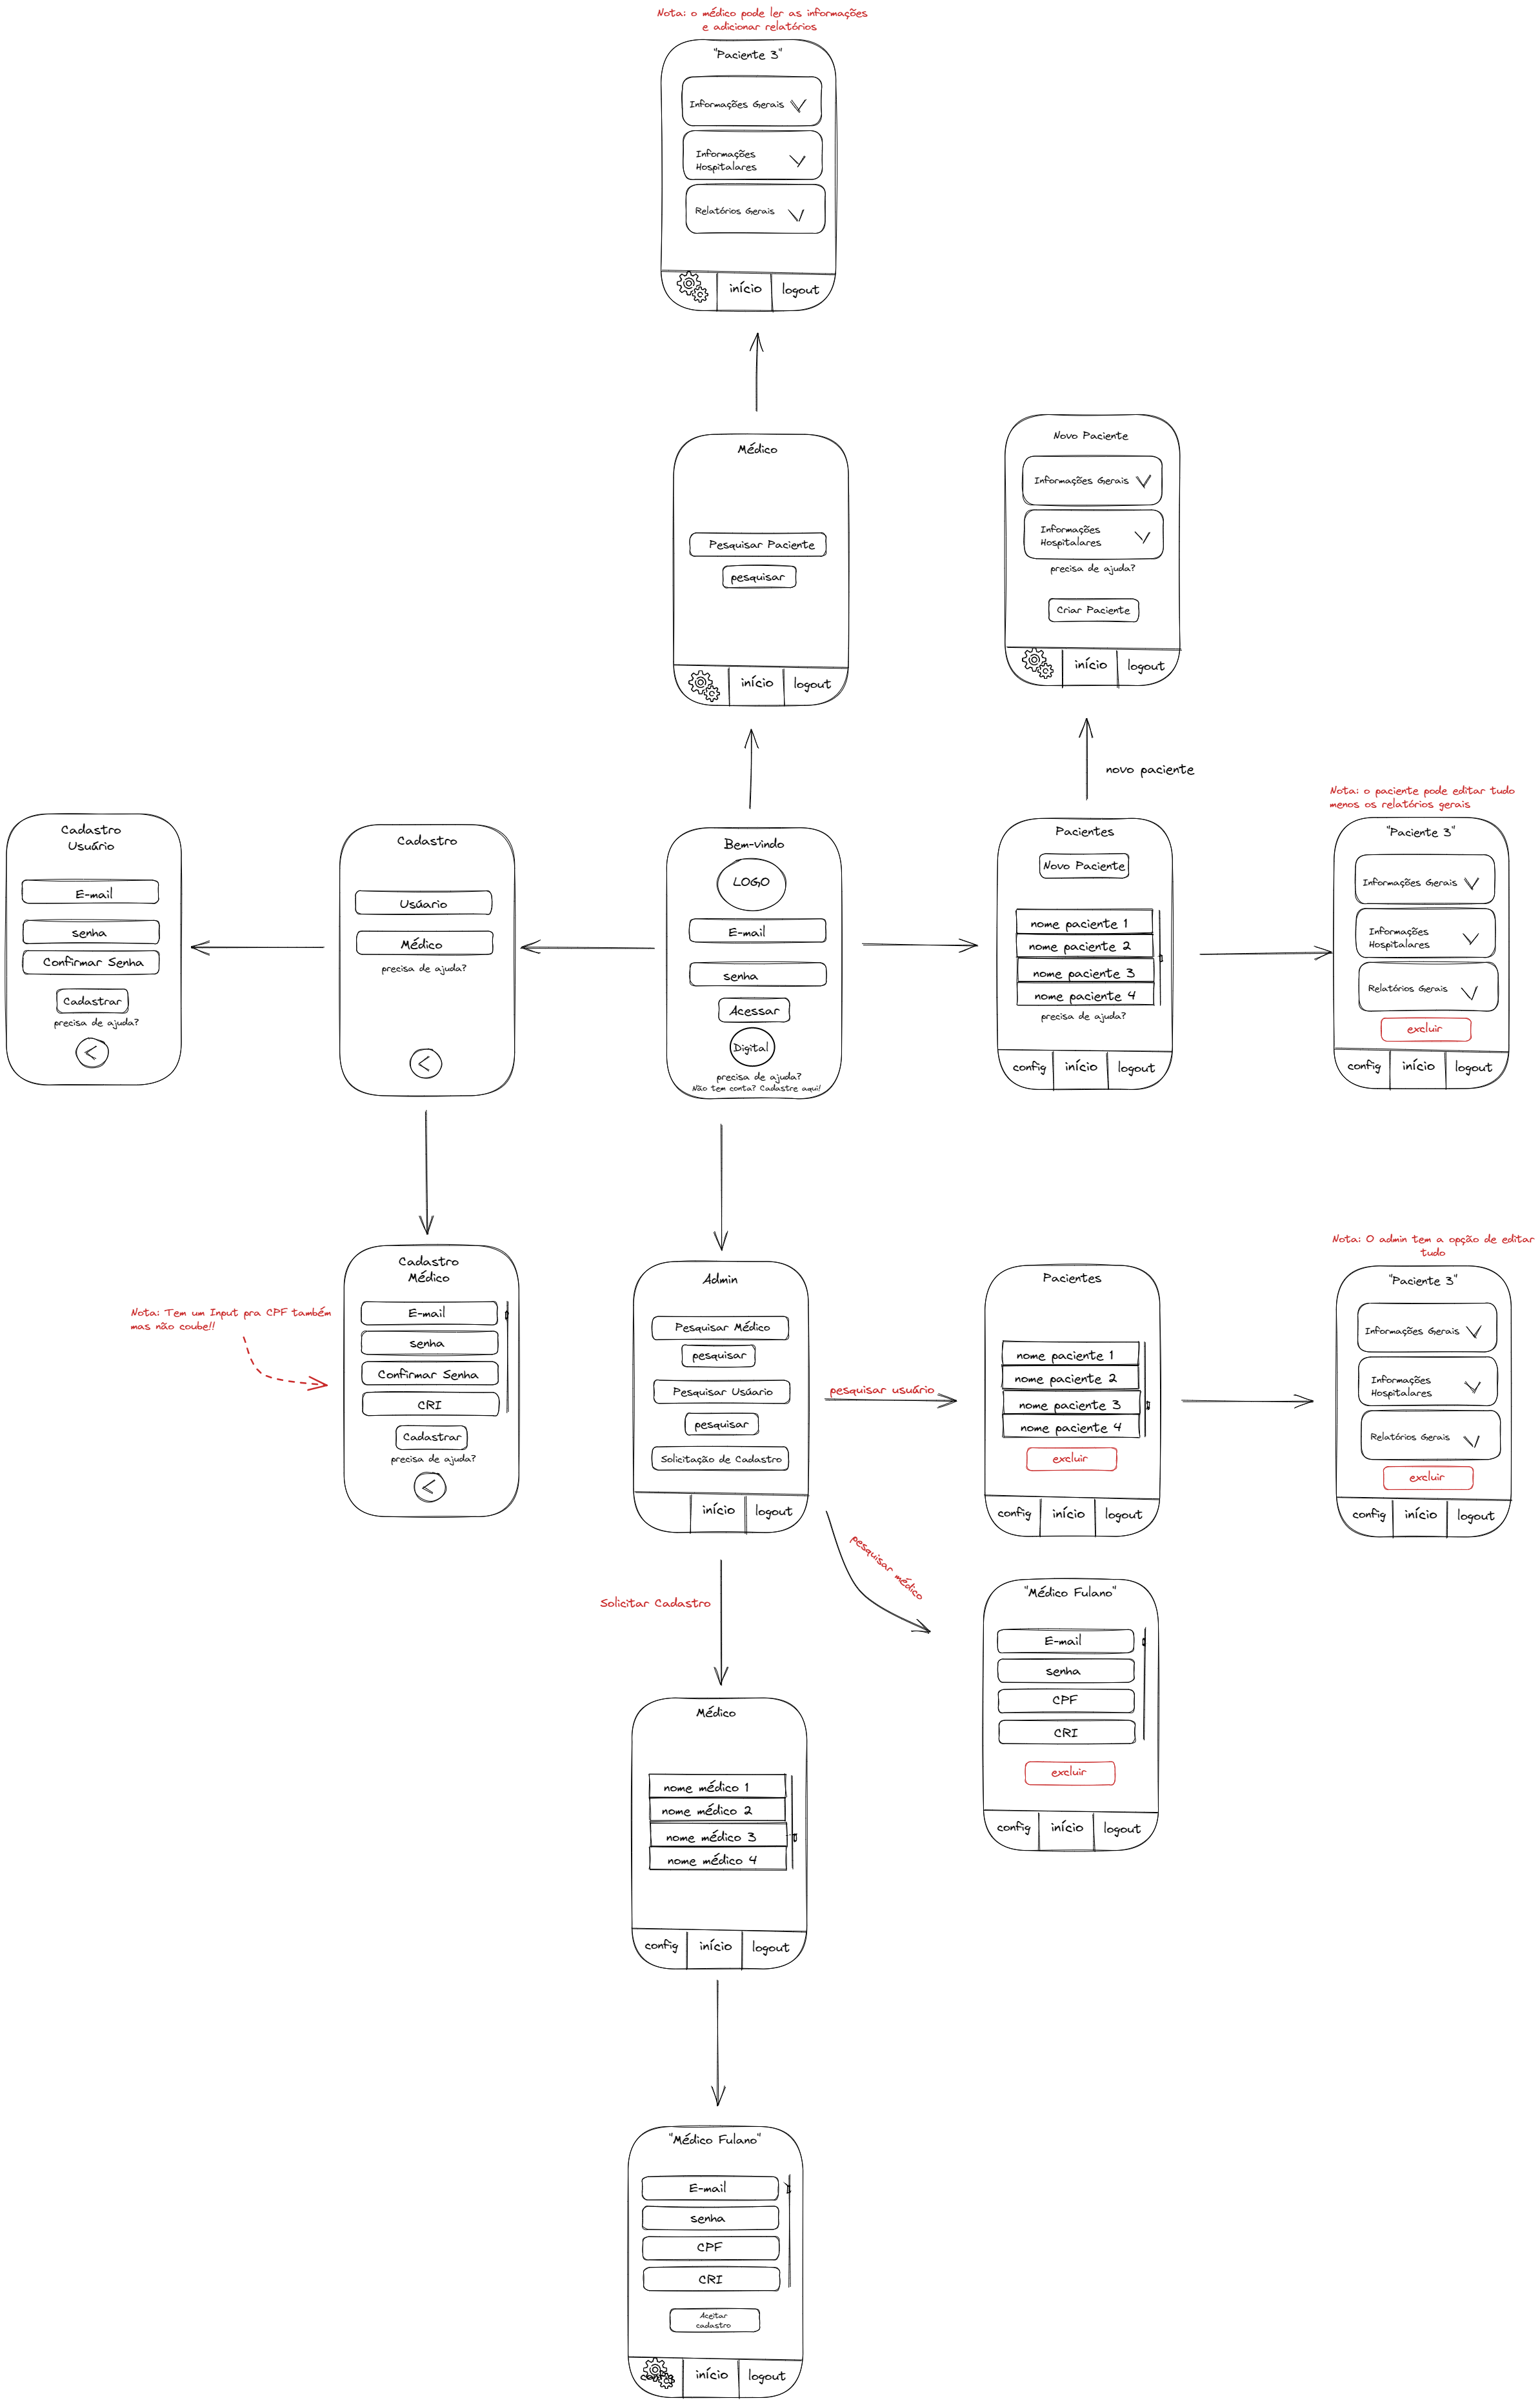 Nota: o médico pode ler as informações
e adicionar relatórios
"Paciente 3"
Informações Gerais
Informações
Hospitalares
Relatórios Gerais
início
logout
Médico
Pesquisar Paciente
pesquisar
início
logout
Novo Paciente
Informações Gerais
Informações
Hospitalares
precisa de ajuda?
Criar Paciente
início
logout
novo paciente
Cadastro
Usuário
E-mail
senha
Confirmar Senha
Cadastrar
precisa de ajuda?
Cadastro
Usúario
Médico
precisa de ajuda?
Bem-vindo
LOGO
E-mail
senha
Acessar
Digital
precisa de ajuda?
Não tem conta? Cadastre aqui!
Pacientes
Novo Paciente
nome paciente 1
nome paciente 2
nome paciente 3
nome paciente 4
precisa de ajuda?
config
início
logout
Nota: o paciente pode editar tudo
menos os relatórios gerais
"Paciente 3"
Informações Gerais
Informações
Hospitalares
Relatórios Gerais
excluir
config
início
logout
Nota: Tem um Input pra CPF também
mas não coube!!
Cadastro
Médico
E-mail
senha
Confirmar Senha
CRI
Cadastrar
precisa de ajuda?
Admin
Pesquisar Médico
pesquisar
Pesquisar Usúario
pesquisar
Solicitação de Cadastro
início
logout
pesquisar usuário
Pacientes
nome paciente 1
nome paciente 2
nome paciente 3
nome paciente 4
excluir
config
início
logout
Nota: O admin tem a opção de editar
tudo
"Paciente 3"
Informações Gerais
Informações
Hospitalares
Relatórios Gerais
excluir
config
início
logout
pesquisar médico
Solicitar Cadastro
"Médico Fulano"
E-mail
senha
CPF
CRI
excluir
config
início
logout
Médico
nome médico 1
nome médico 2
nome médico 3
nome médico 4
config
início
logout
"Médico Fulano"
E-mail
senha
CPF
CRI
Aceitar
cadastro
config
início
logout